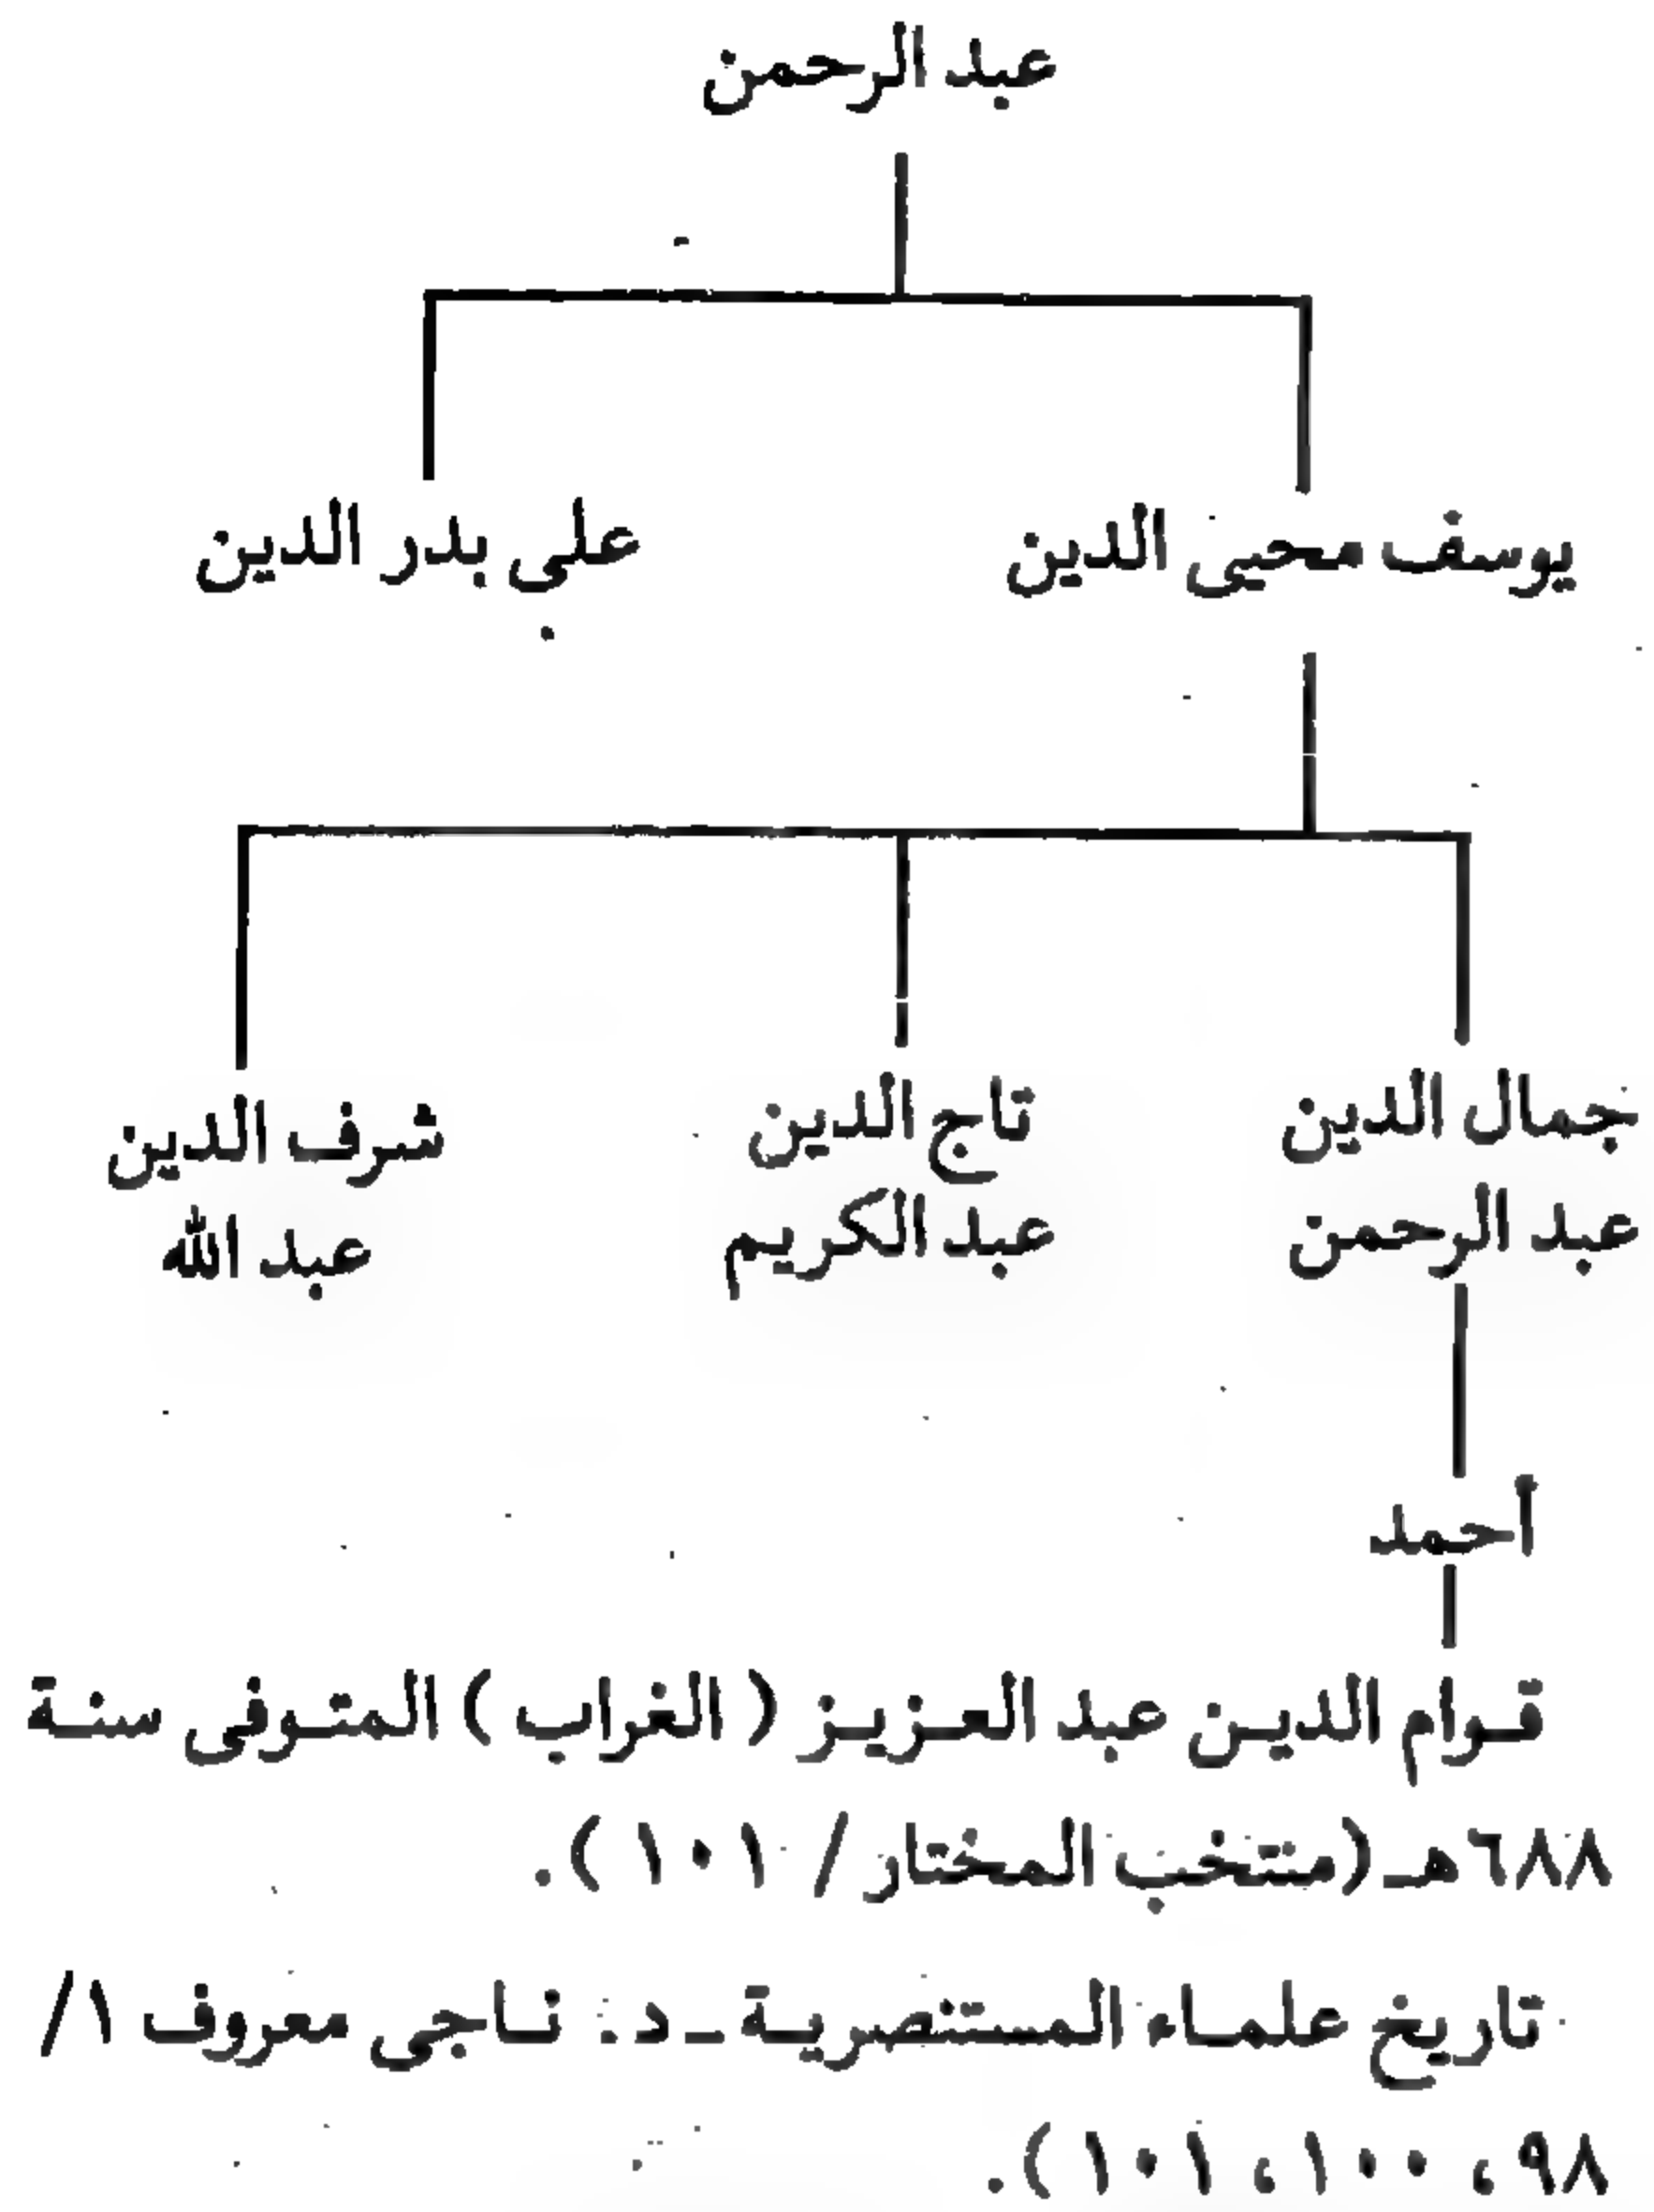 عبد الرحمن
يوسف محيى الدين
علي بدر الدين
جمال الدين
عبد الرحمن
تاج الدين
عبد الكريم
شرف الدين
عبد الله
أحمد
قوام الدين عبد العزيز ( الغراب ) المتوفى سنة
٦٨٨هـ (منتخب المختار / ١٠١ ) .
تاريخ علماء المستنصرية ـ د . ناجي معروف ١/
٩٨ ، ١٠٠ ، ١٠١ ) .